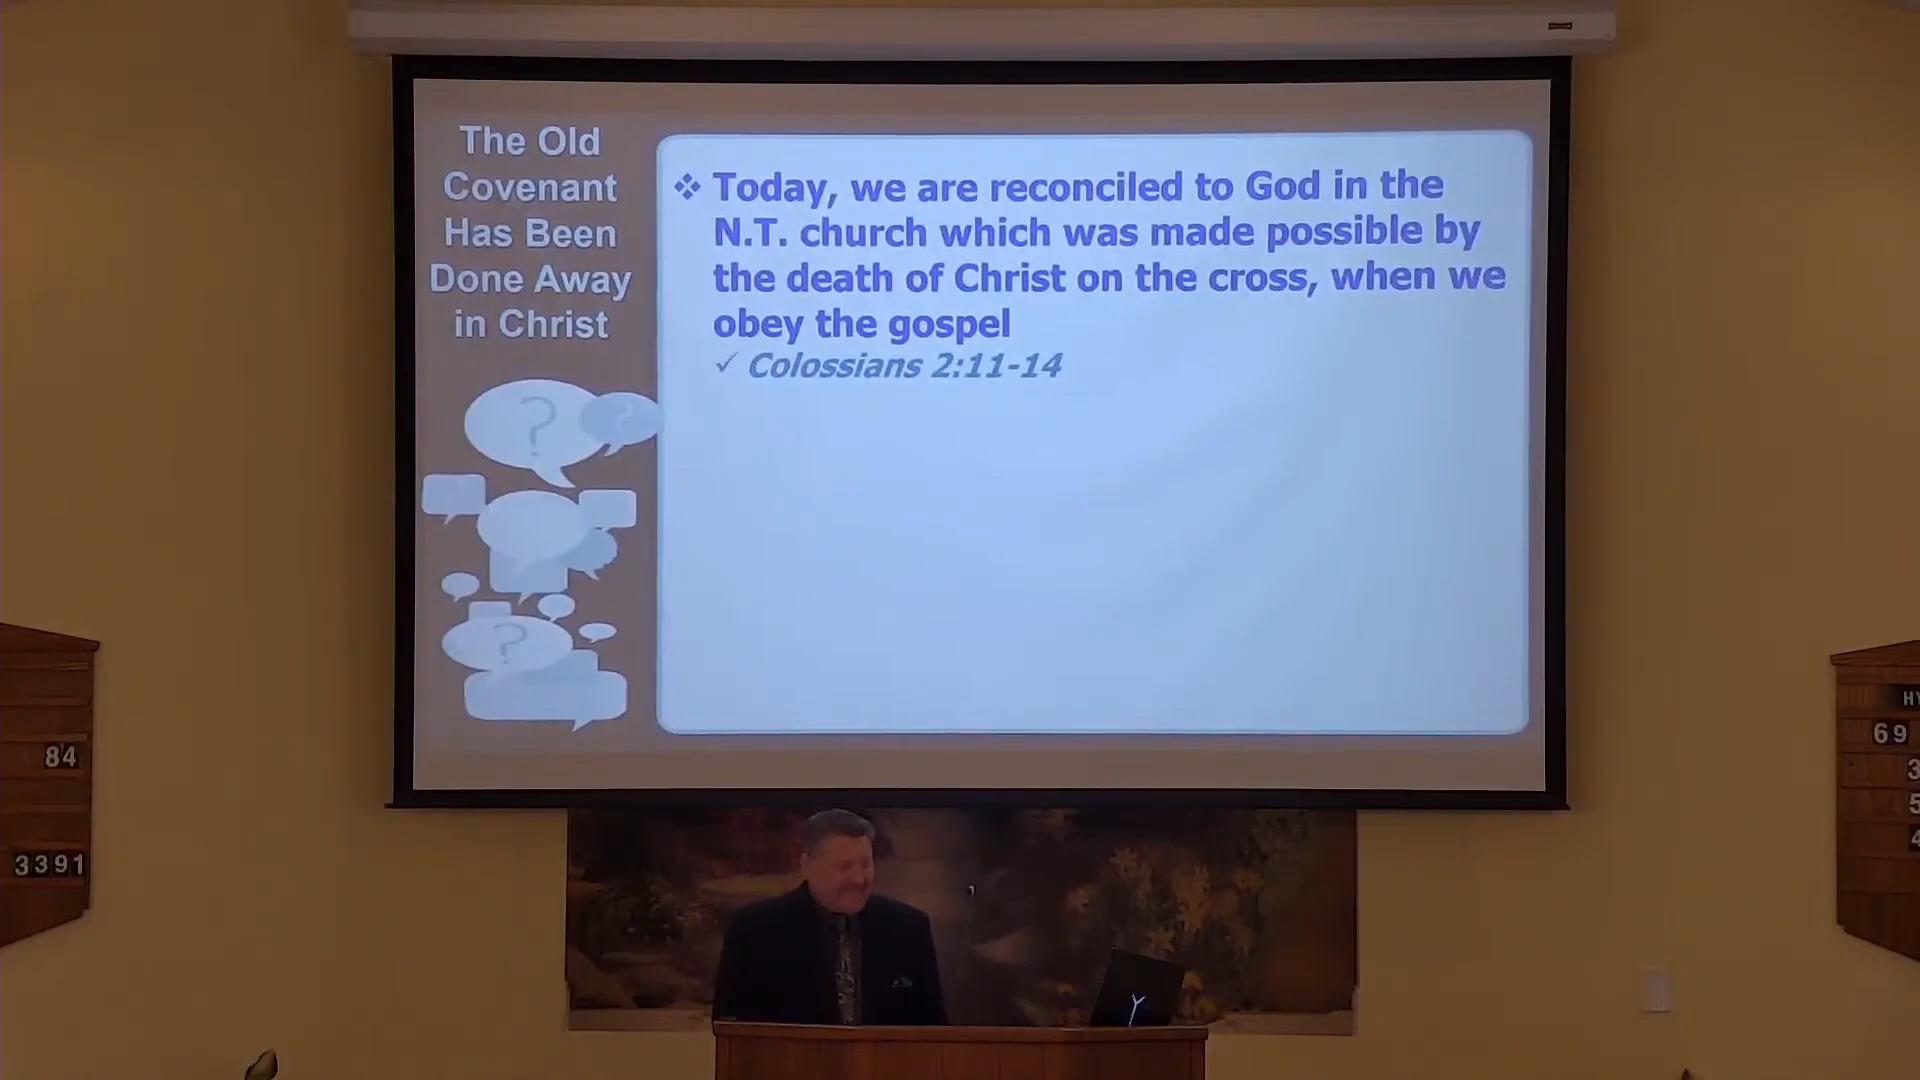 The Old
Covenant
Has Been
Done Away
in Christ
❖ Today, we are reconciled to God in the
N.T. church which was made possible by
the death of Christ on the cross, when we
obey the gospel
✓ Colossians 2:11-14
?
?
?
84
3391
69